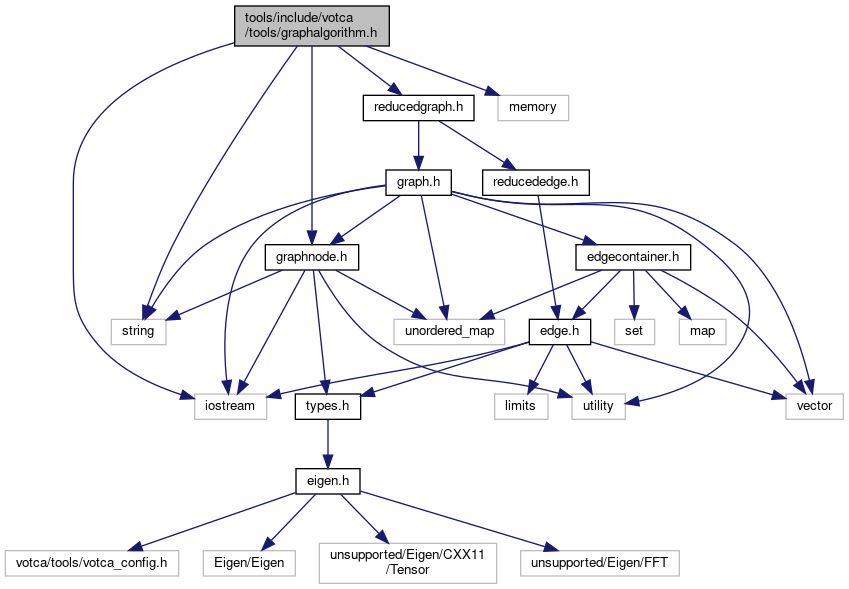 tools/include/votca
/tools/graphalgorithm.h
reducedgraph.h
memory
graph.h
reducededge.h
graphnode.h
edgecontainer.h
string
unordered_map
edge.h
set
map
iostream
types.h
limits
utility
vector
eigen.h
votca/tools/votca_config.h
Eigen/Eigen
unsupported/Eigen/CXX11
/Tensor
unsupported/Eigen/FFT